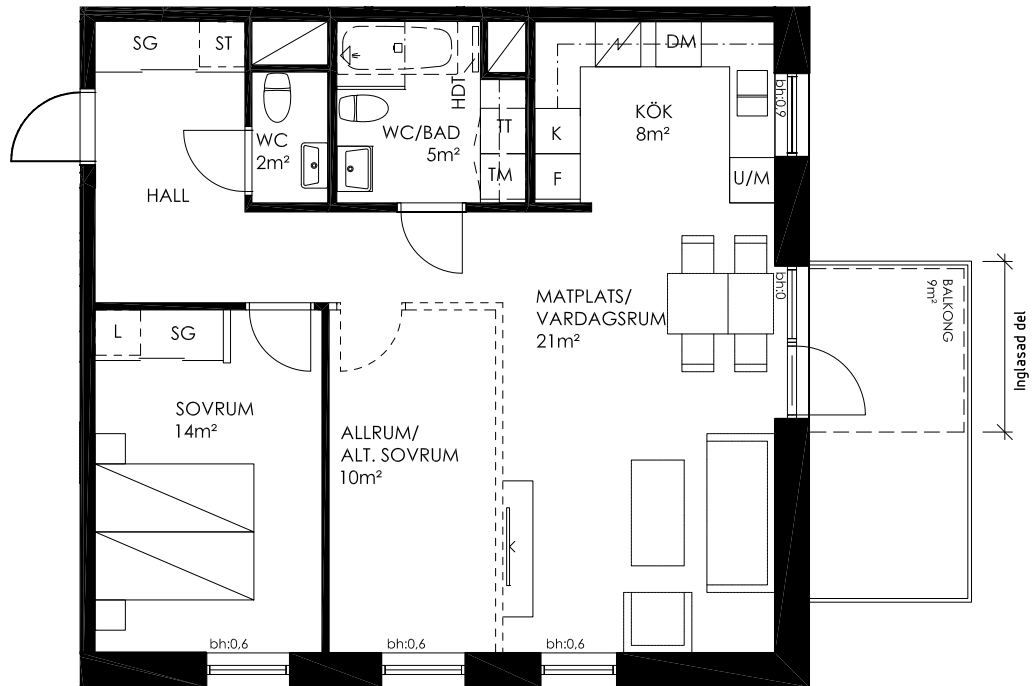 SG
ST
DM
HDT
WC
2m²
WC/BAD
5m²
TT
TM
K
F
KÖK
8m²
bh:0,9
U/M
HALL
MATPLATS/
VARDAGSRUM
21m²
bh:0
BALKONG
9m²
Inglasad del
L
SG
SOVRUM
14m²
ALLRUM/
ALT. SOVRUM
10m²
bh:0,6
bh:0,6
bh:0,6